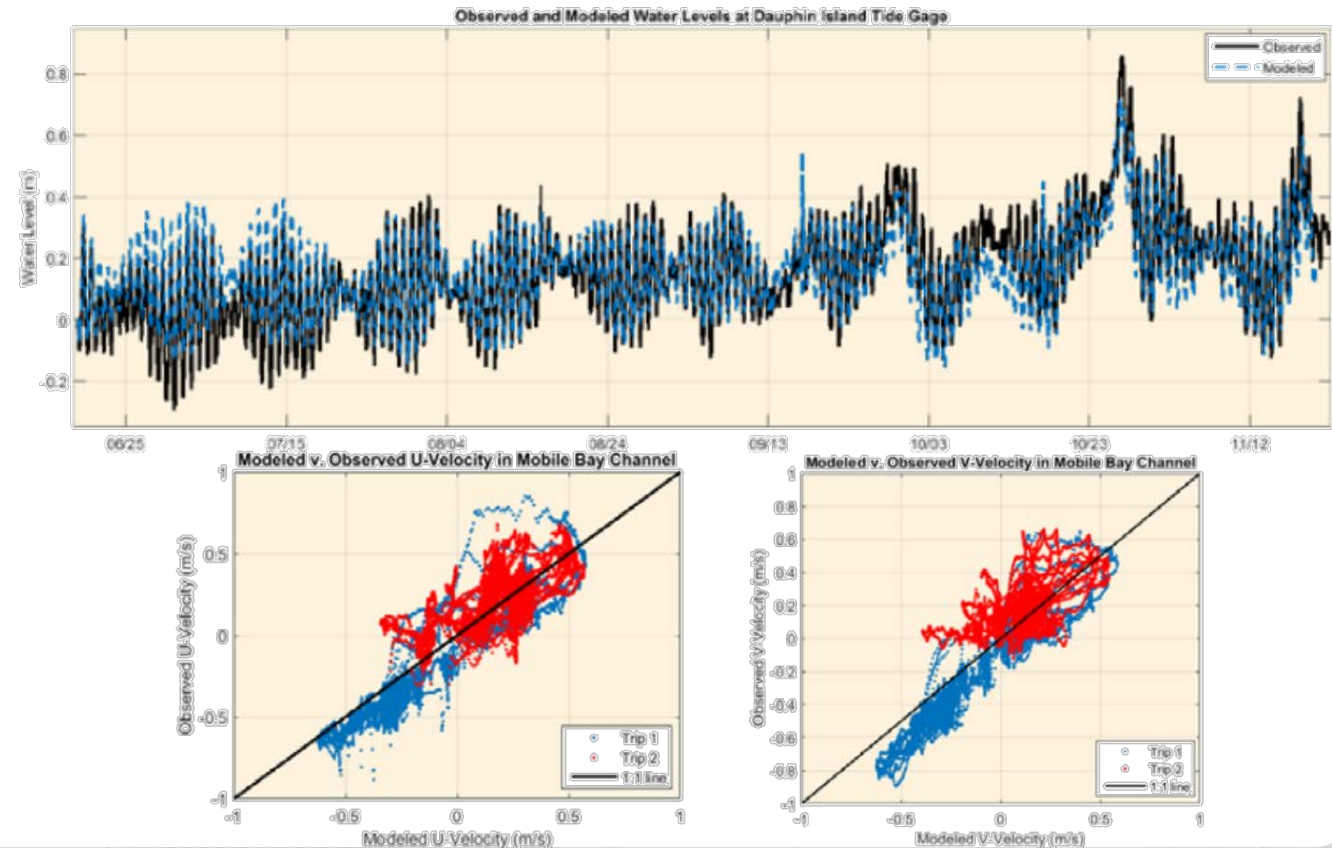 Observed and Modeled Water Levels at Dauphin Island Tide Gage
Observed
Modeled
Water Level (m)
0.8
0.6
0.4
0.2
0
-0.2
06/25 07/15 08/04 08/24 09/13 10/03 10/23 11/12
Modeled v. Observed U-Velocity in Mobile Bay Channel
Observed U-Velocity (m/s)
1
0.5
0
-0.5
-1
Trip 1
Trip 2
1:1 line
-1 -0.5 0 0.5 1
Modeled U-Velocity (m/s)
Modeled v. Observed V-Velocity in Mobile Bay Channel
Observed V-Velocity (m/s)
1
0.8
0.6
0.4
0.2
0
-0.2
-0.4
-0.6
-0.8
-1
Trip 1
Trip 2
1:1 line
-1 -0.5 0 0.5 1
Modeled V-Velocity (m/s)